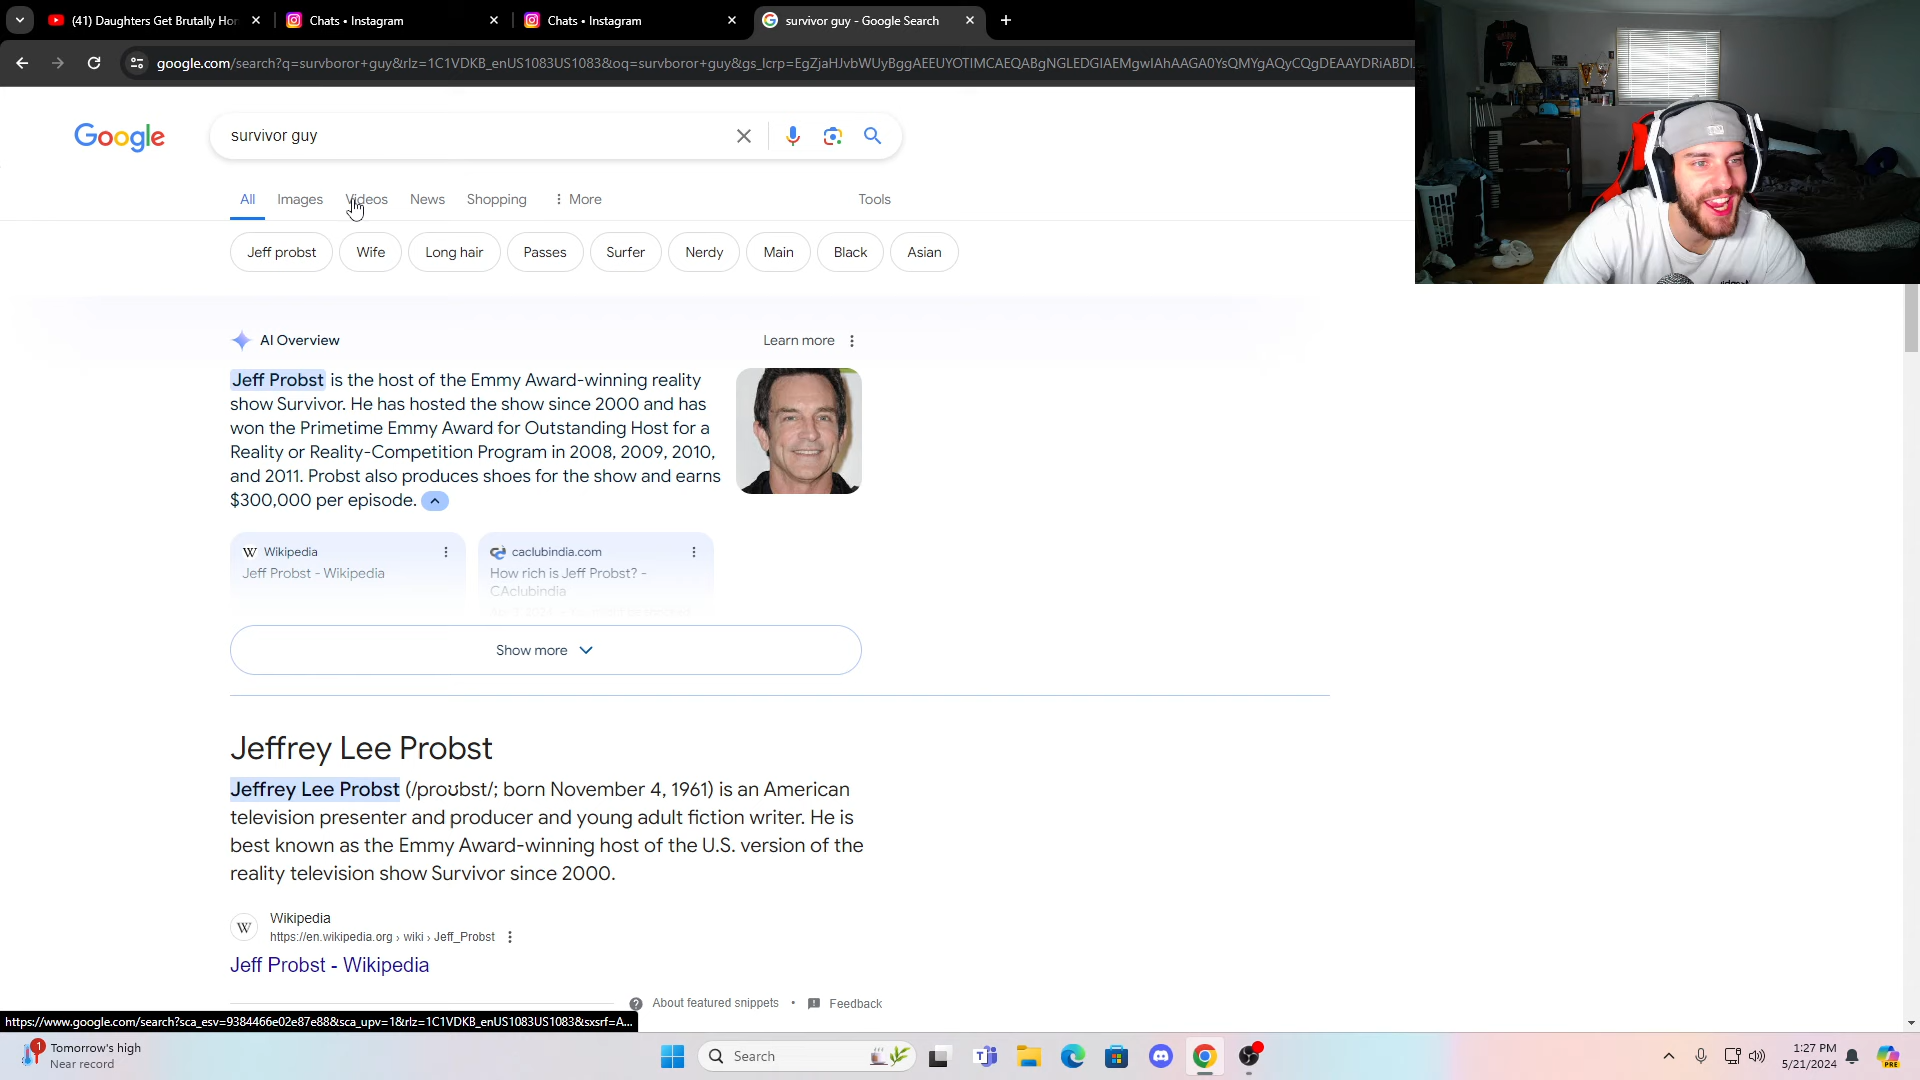 (41) Daughters Get Brutally Hor
Chats • Instagram
Chats • Instagram
survivor guy - Google Search
google.com/search?q=survboror+guy&rlz=1C1VDKB_enUS1083US1083&oq=survboror+guy&gs_lcrp=
Google
survivor guy
All Images Videos News Shopping More Tools
Jeff probst Wife Long hair Passes Surfer Nerdy Main Black Asian
AI Overview
Learn more
Jeff Probst is the host of the Emmy Award-winning reality
show Survivor. He has hosted the show since 2000 and has
won the Primetime Emmy Award for Outstanding Host for a
Reality or Reality-Competition Program in 2008, 2009, 2010,
and 2011. Probst also produces shoes for the show and earns
$300,000 per episode.
Wikipedia
Jeff Probst - Wikipedia
caclubindia.com
How rich is Jeff Probst? -
CAclubindia
Show more
Jeffrey Lee Probst
Jeffrey Lee Probst (/proʊbst/; born November 4, 1961) is an American
television presenter and producer and young adult fiction writer. He is
best known as the Emmy Award-winning host of the U.S. version of the
reality television show Survivor since 2000.
W
Wikipedia
https://en.wikipedia.org › wiki › Jeff_Probst
Jeff Probst - Wikipedia
About featured snippets • Feedback
https://www.google.com/search?sca_esv=9384466e02e87e88&sca_upv=1&rlz=1C1VDKB_enUS1083US1083&sxsrf=A...
1
Tomorrow's high
Near record
Search
1:27 PM
5/21/2024
PRE